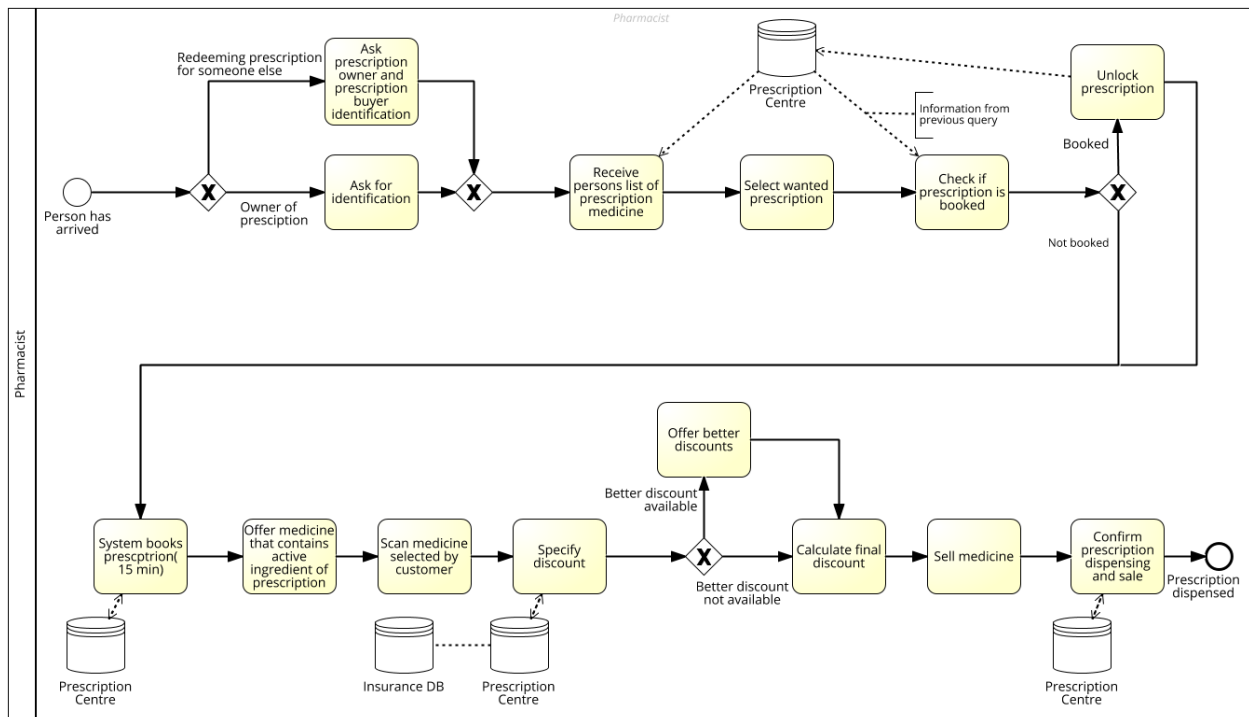 Pharmacist
Pharmacist
Person has
arrived
Redeeming prescription
for someone else
Ask
prescription
owner and
prescription
buyer
identification
Owner of
presciption
Ask for
identification
Receive
persons list of
prescription
medicine
Select wanted
prescription
Prescription
Centre
Information from
previous query
Check if
prescription is
booked
Booked
Not booked
Unlock
prescription
System books
prescptrion(
15 min)
Prescription
Centre
Offer medicine
that contains
active
ingredient of
prescription
Scan medicine
selected by
customer
Insurance DB
Specify
discount
Prescription
Centre
Better discount
available
Offer better
discounts
Better discount
not available
Calculate final
discount
Sell medicine
Confirm
prescription
dispensing
and sale
Prescription
Centre
Prescription
dispensed